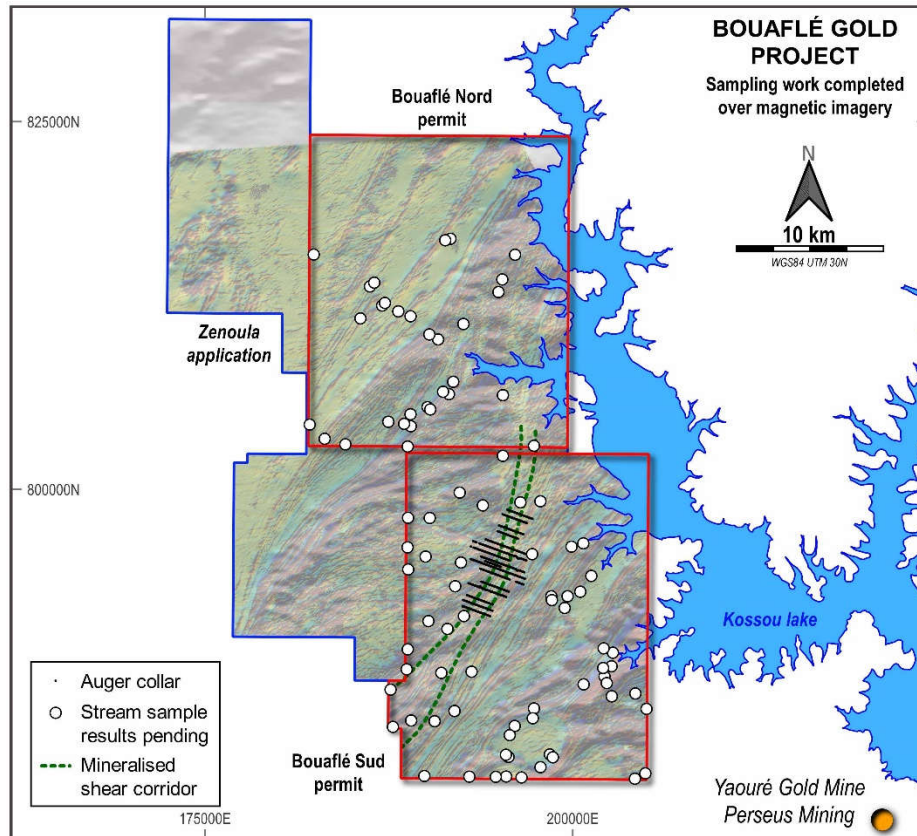 BOUAFLÉ GOLD
PROJECT
Sampling work completed
over magnetic imagery
Bouaflé Nord
permit
825000N
N
10 km
WGS84 UTM 30N
Zenoula
application
800000N
Kossou lake
Auger collar
Stream sample
results pending
Mineralised
shear corridor
Bouaflé Sud
permit
Yaouré Gold Mine
Perseus Mining
175000E
200000E